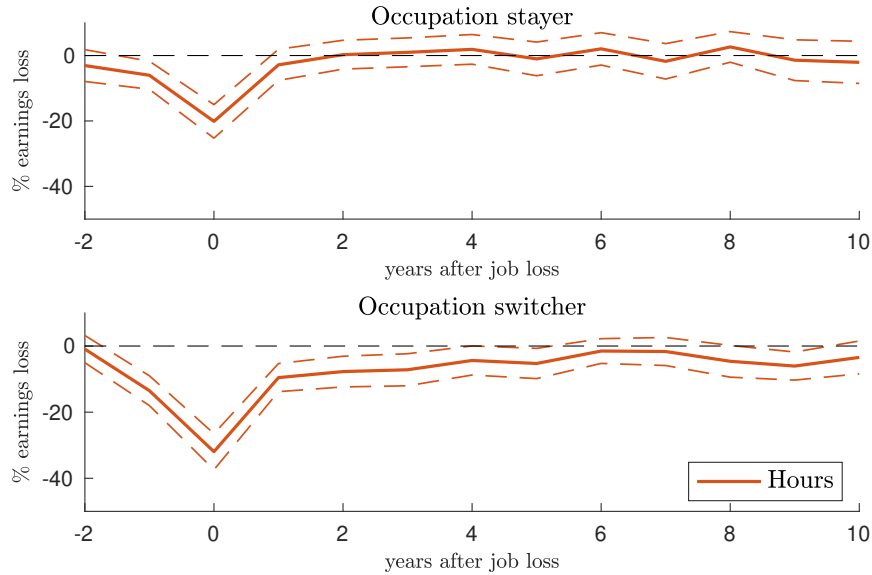 Occupation stayer
% earnings loss
0
-20
-40
-2 0 2 4 6 8 10
years after job loss
Occupation switcher
% earnings loss
0
-20
-40
Hours
-2 0 2 4 6 8 10
years after job loss